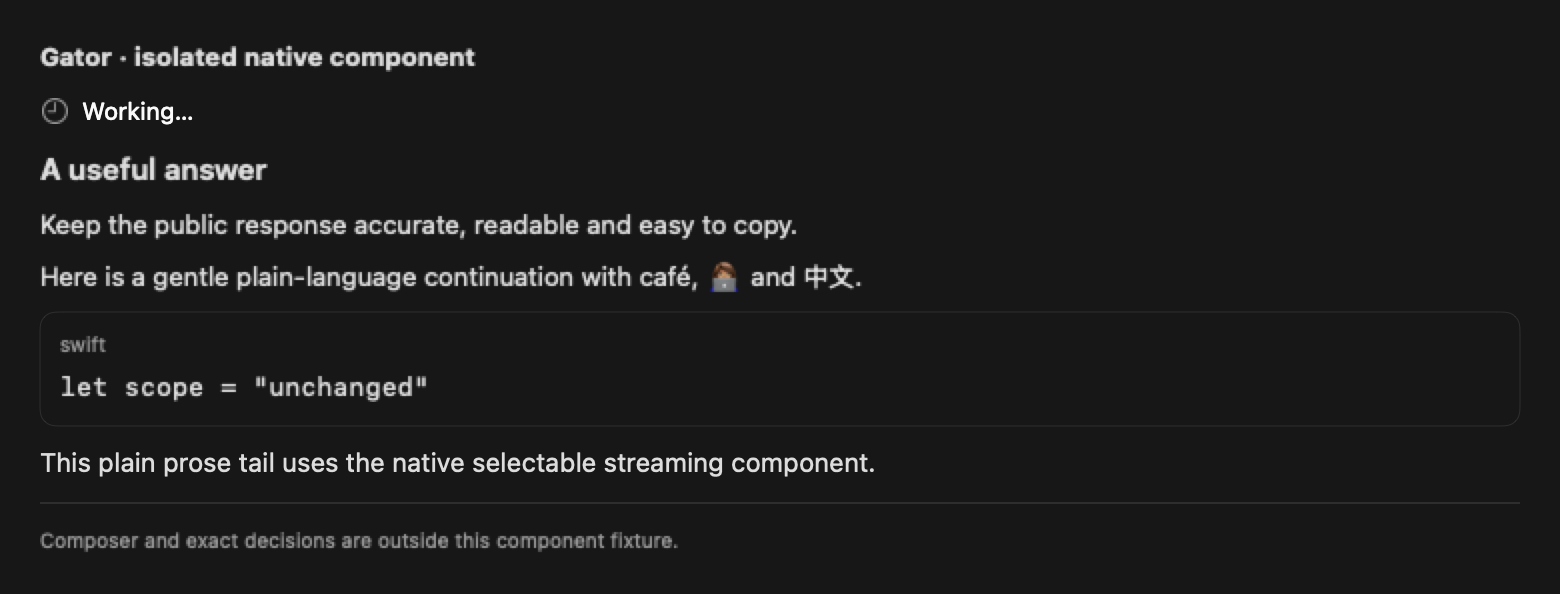 Gator · isolated native component
Working...
A useful answer
Keep the public response accurate, readable and easy to copy.
Here is a gentle plain-language continuation with café, 🧑🏽‍💻 and 中文.
swift
let scope = "unchanged"
This plain prose tail uses the native selectable streaming component.
Composer and exact decisions are outside this component fixture.